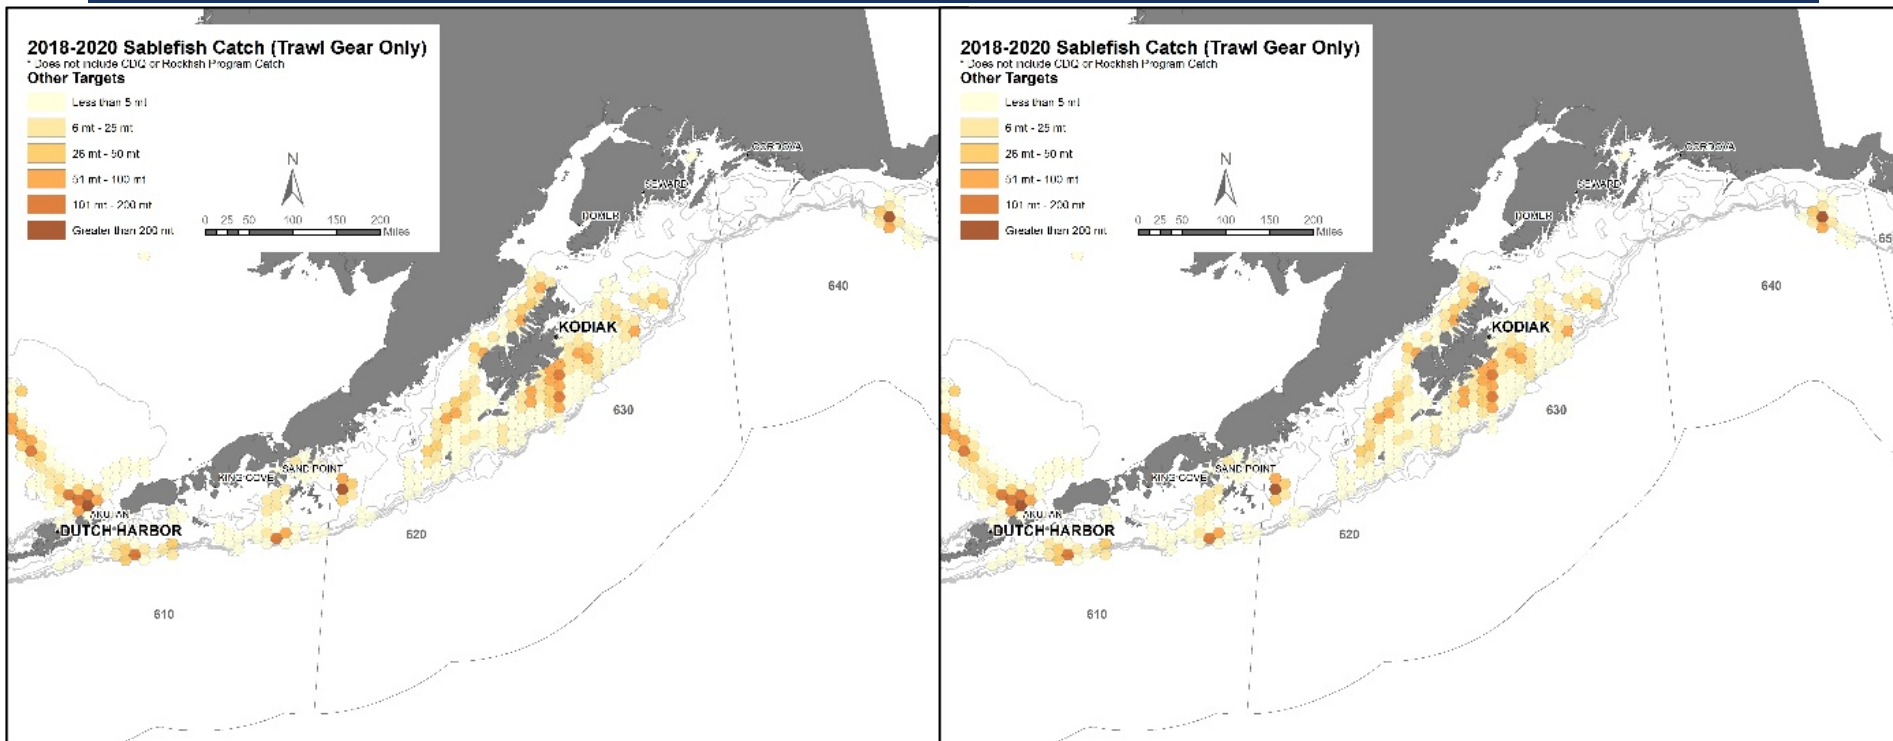 2018-2020 Sablefish Catch (Trawl Gear Only)
* Does not include CDQ or Rockfish Program Catch
Other Targets
Less than 5 mt
6 mt - 25 mt
26 mt - 50 mt
51 mt - 100 mt
101 mt - 200 mt
Greater than 200 mt
N
0 25 50 100 150 200
Miles
CORDOVA
SEWARD
HOMER
640
KODIAK
630
SAND POINT
KING COVE
AKUTAN
DUTCH HARBOR
620
610
2018-2020 Sablefish Catch (Trawl Gear Only)
* Does not include CDQ or Rockfish Program Catch
Other Targets
Less than 5 mt
6 mt - 25 mt
26 mt - 50 mt
51 mt - 100 mt
101 mt - 200 mt
Greater than 200 mt
N
0 25 50 100 150 200
Miles
CORDOVA
SEWARD
HOMER
65
640
KODIAK
630
SAND POINT
KING COVE
AKUTAN
DUTCH HARBOR
620
610